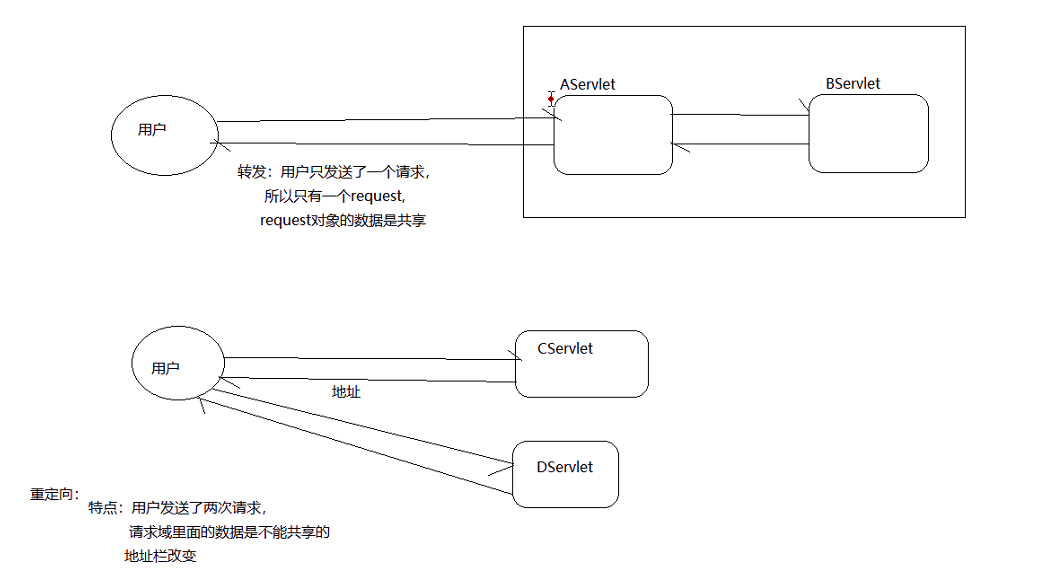 AServlet
BServlet
用户
转发：用户只发送了一个请求，
所以只有一个request,
request对象的数据是共享
用户
CServlet
地址
DServlet
重定向：
特点：用户发送了两次请求，
请求域里面的数据是不能共享的
地址栏改变